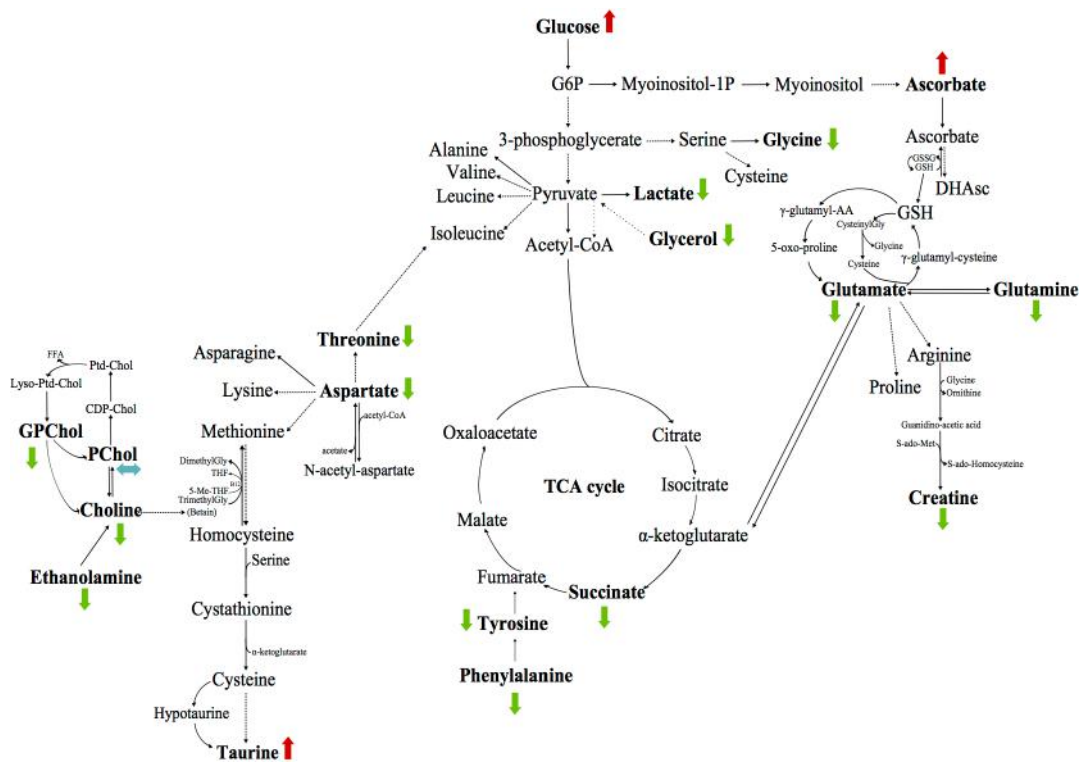 Glucose
G6P
Myoinositol-1P
Myoinositol
Ascorbate
3-phosphoglycerate
Serine
Glycine
Cysteine
Ascorbate
GSSG
GSH
DHAsc
Alanine
Valine
Leucine
Isoleucine
Pyruvate
Lactate
Acetyl-CoA
Glycerol
γ-glutamyl-AA
GSH
CysteinylGly
Glycine
Cysteine
5-oxo-proline
γ-glutamyl-cysteine
Glutamate
Glutamine
Threonine
Asparagine
Lysine
Aspartate
Methionine
acetyl-CoA
acetate
N-acetyl-aspartate
FFA
Ptd-Chol
Lyso-Ptd-Chol
CDP-Chol
GPChol
PChol
Choline
Ethanolamine
DimethylGly
THF
B12
5-Me-THF
TrimethylGly
(Betain)
Homocysteine
Serine
Cystathionine
α-ketoglutarate
Cysteine
Hypotaurine
Taurine
Oxaloacetate
Citrate
TCA cycle
Isocitrate
Malate
α-ketoglutarate
Fumarate
Succinate
Tyrosine
Phenylalanine
Proline
Arginine
Glycine
Ornithine
Guanidino-acetic acid
S-ado-Met
S-ado-Homocysteine
Creatine